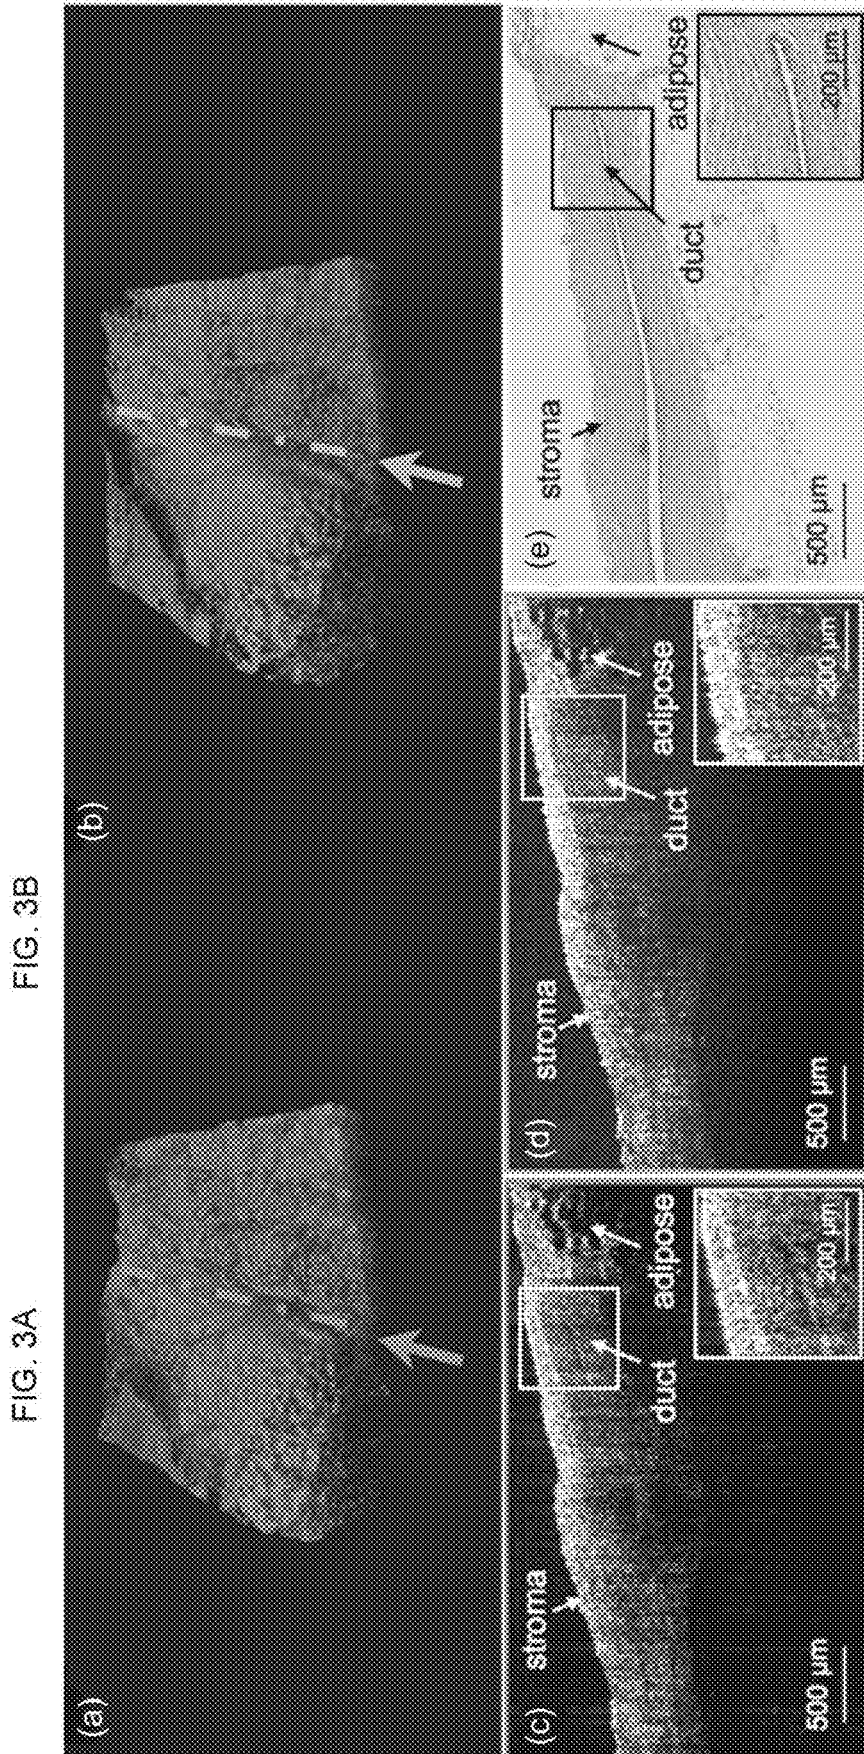 FIG. 3A
FIG. 3B
(a)
(b)
(c)
stroma
duct
adipose
500 µm
200 µm
(d)
stroma
duct
adipose
500 µm
200 µm
(e)
stroma
duct
adipose
500 µm
200 µm